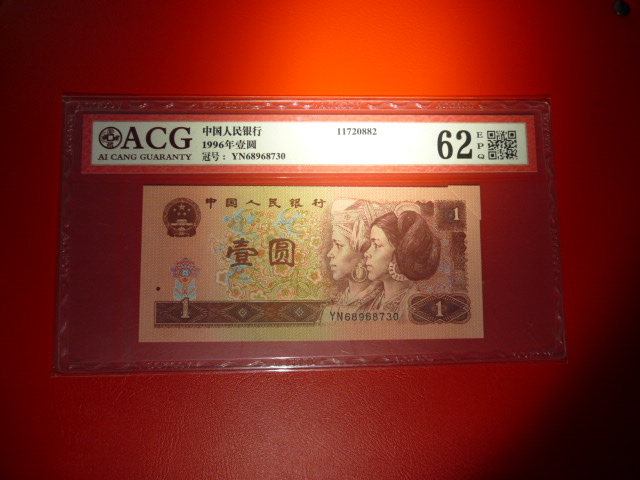 ACG
AI CANG GUARANTY
中国人民银行
1996年壹圆
冠号：YN68968730
11720882
62
E
P
Q
中国人民银行
1
壹圆
1
YN68968730
1